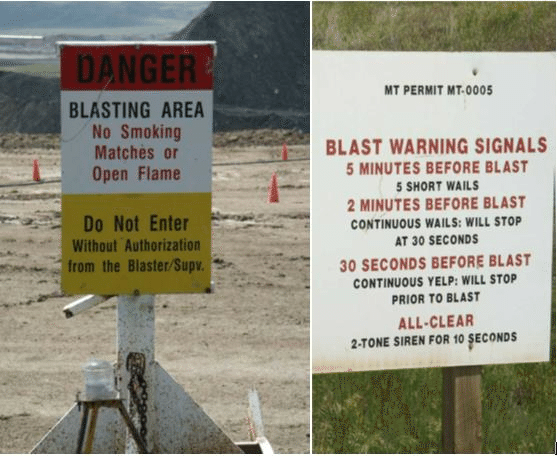 DANGER
BLASTING AREA
No Smoking
Matches or
Open Flame
Do Not Enter
Without Authorization
from the Blaster/Supv.
MT PERMIT MT-0005
BLAST WARNING SIGNALS
5 MINUTES BEFORE BLAST
5 SHORT WAILS
2 MINUTES BEFORE BLAST
CONTINUOUS WAILS: WILL STOP
AT 30 SECONDS
30 SECONDS BEFORE BLAST
CONTINUOUS YELP: WILL STOP
PRIOR TO BLAST
ALL-CLEAR
2-TONE SIREN FOR 10 SECONDS